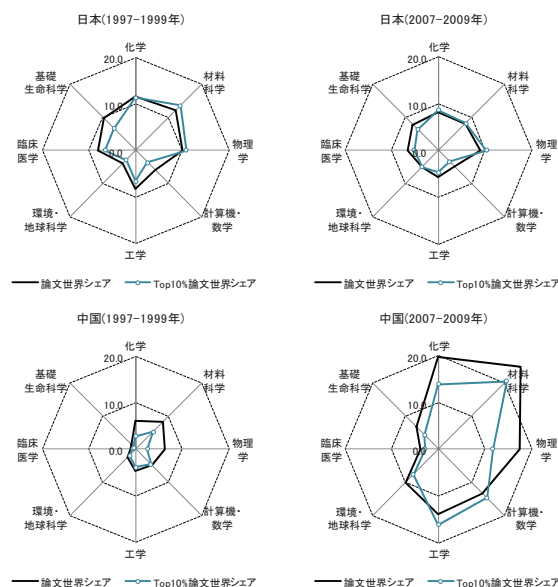 日本(1997-1999年)
化学
20.0
基礎
生命科学
材料
科学
10.0
臨床
医学
0.0
物理
学
環境・
地球科学
計算機・
数学
工学
論文世界シェア
Top10%論文世界シェア
日本(2007-2009年)
化学
20.0
基礎
生命科学
材料
科学
10.0
臨床
医学
0.0
物理
学
環境・
地球科学
計算機・
数学
工学
論文世界シェア
Top10%論文世界シェア
中国(1997-1999年)
化学
20.0
基礎
生命科学
材料
科学
10.0
臨床
医学
0.0
物理
学
環境・
地球科学
計算機・
数学
工学
論文世界シェア
Top10%論文世界シェア
中国(2007-2009年)
化学
20.0
基礎
生命科学
材料
科学
10.0
臨床
医学
0.0
物理
学
環境・
地球科学
計算機・
数学
工学
論文世界シェア
Top10%論文世界シェア